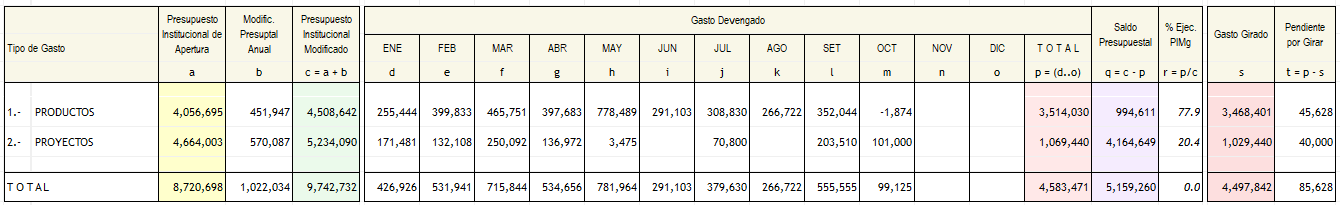 Tipo de Gasto Presupuesto Institucional de Apertura a Modific. Presuptal Anual b Presupuesto Institucional Modificado c = a + b Gasto Devengado Saldo Presupuestal q = c - p % Ejec. PIMg r = p/c Gasto Girado s Pendiente por Girar t = p - s
ENE FEB MAR ABR MAY JUN JUL AGO SET OCT NOV DIC T O T A L
d e f g h i j k l m n o p = (d..o)
1.- PRODUCTOS 4,056,695 451,947 4,508,642 255,444 399,833 465,751 397,683 778,489 291,103 308,830 266,722 352,044 -1,874 3,514,030 994,611 77.9 3,468,401 45,628
2.- PROYECTOS 4,664,003 570,087 5,234,090 171,481 132,108 250,092 136,972 3,475 70,800 203,510 101,000 1,069,440 4,164,649 20.4 1,029,440 40,000
T O T A L 8,720,698 1,022,034 9,742,732 426,926 531,941 715,844 534,656 781,964 291,103 379,630 266,722 555,555 99,125 4,583,471 5,159,260 0.0 4,497,842 85,628